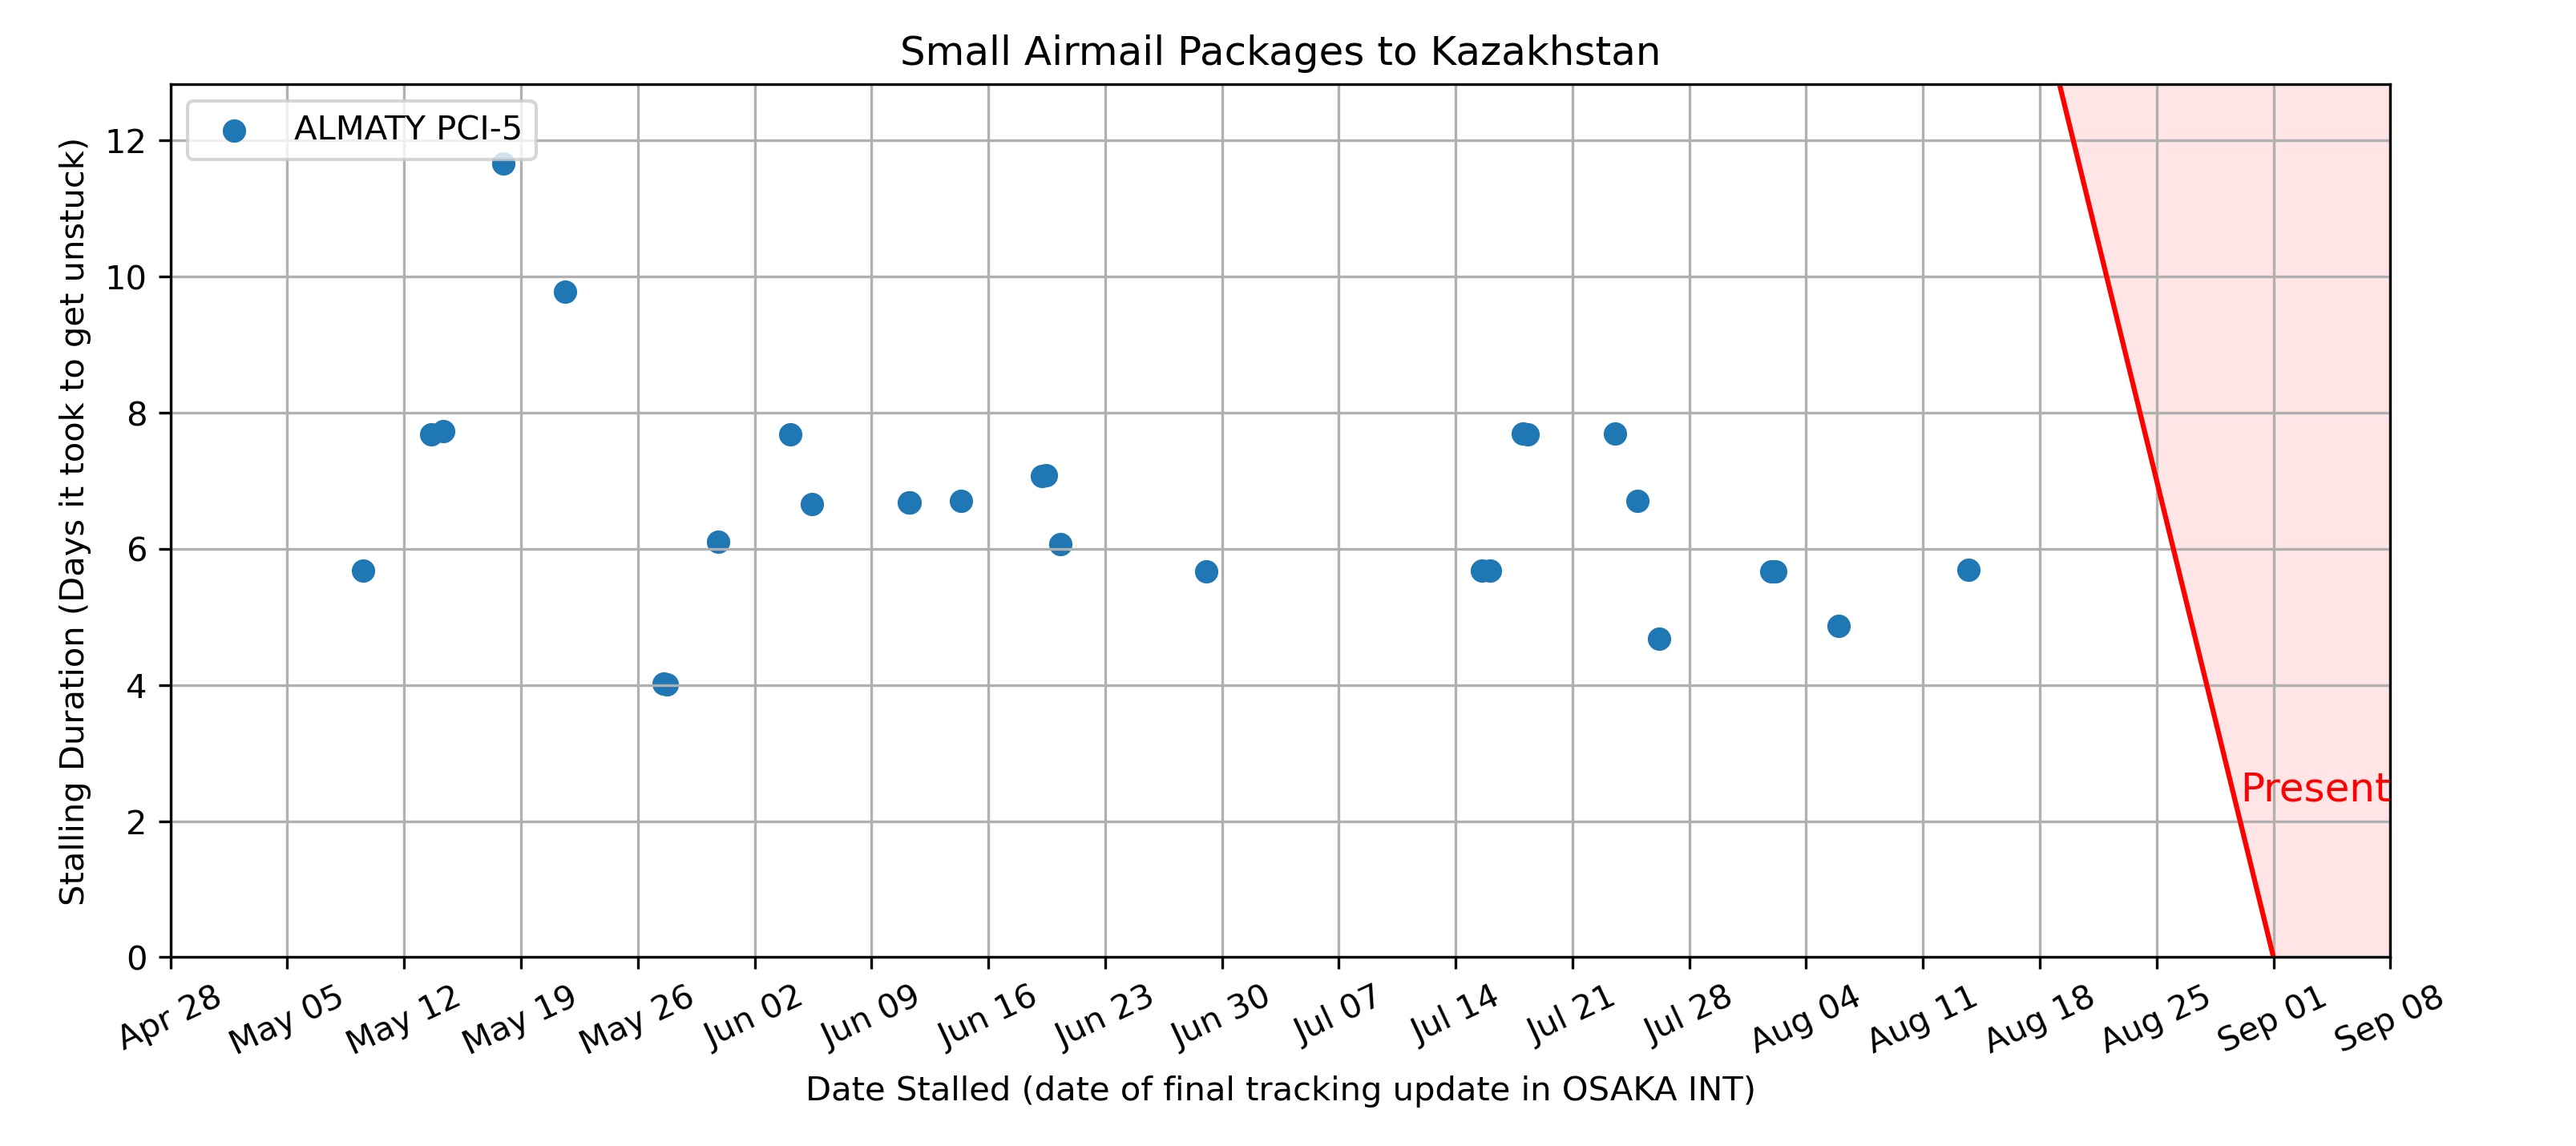 Small Airmail Packages to Kazakhstan
ALMATY PCI-5
Stalling Duration (Days it took to get unstuck)
12
10
8
6
4
2
0
Present
Apr 28
May 05
May 12
May 19
May 26
Jun 02
Jun 09
Jun 16
Jun 23
Jun 30
Jul 07
Jul 14
Jul 21
Jul 28
Aug 04
Aug 11
Aug 18
Aug 25
Sep 01
Sep 08
Date Stalled (date of final tracking update in OSAKA INT)